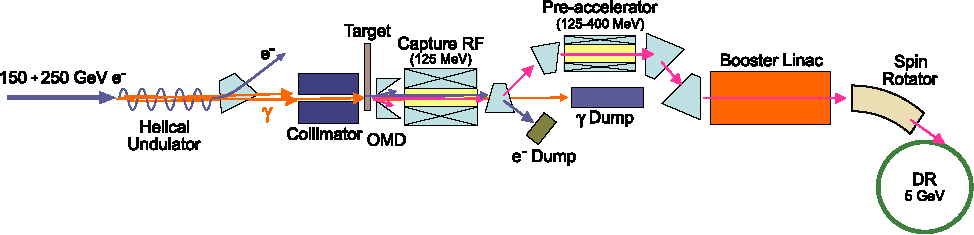 Pre-accelerator
(125-400 MeV)
Target
e-
Capture RF
(125 MeV)
150 ÷ 250 GeV e-
Booster Linac
Spin
Rotator
γ
Helical
Undulator
Collimator
OMD
γ Dump
e- Dump
DR
5 GeV